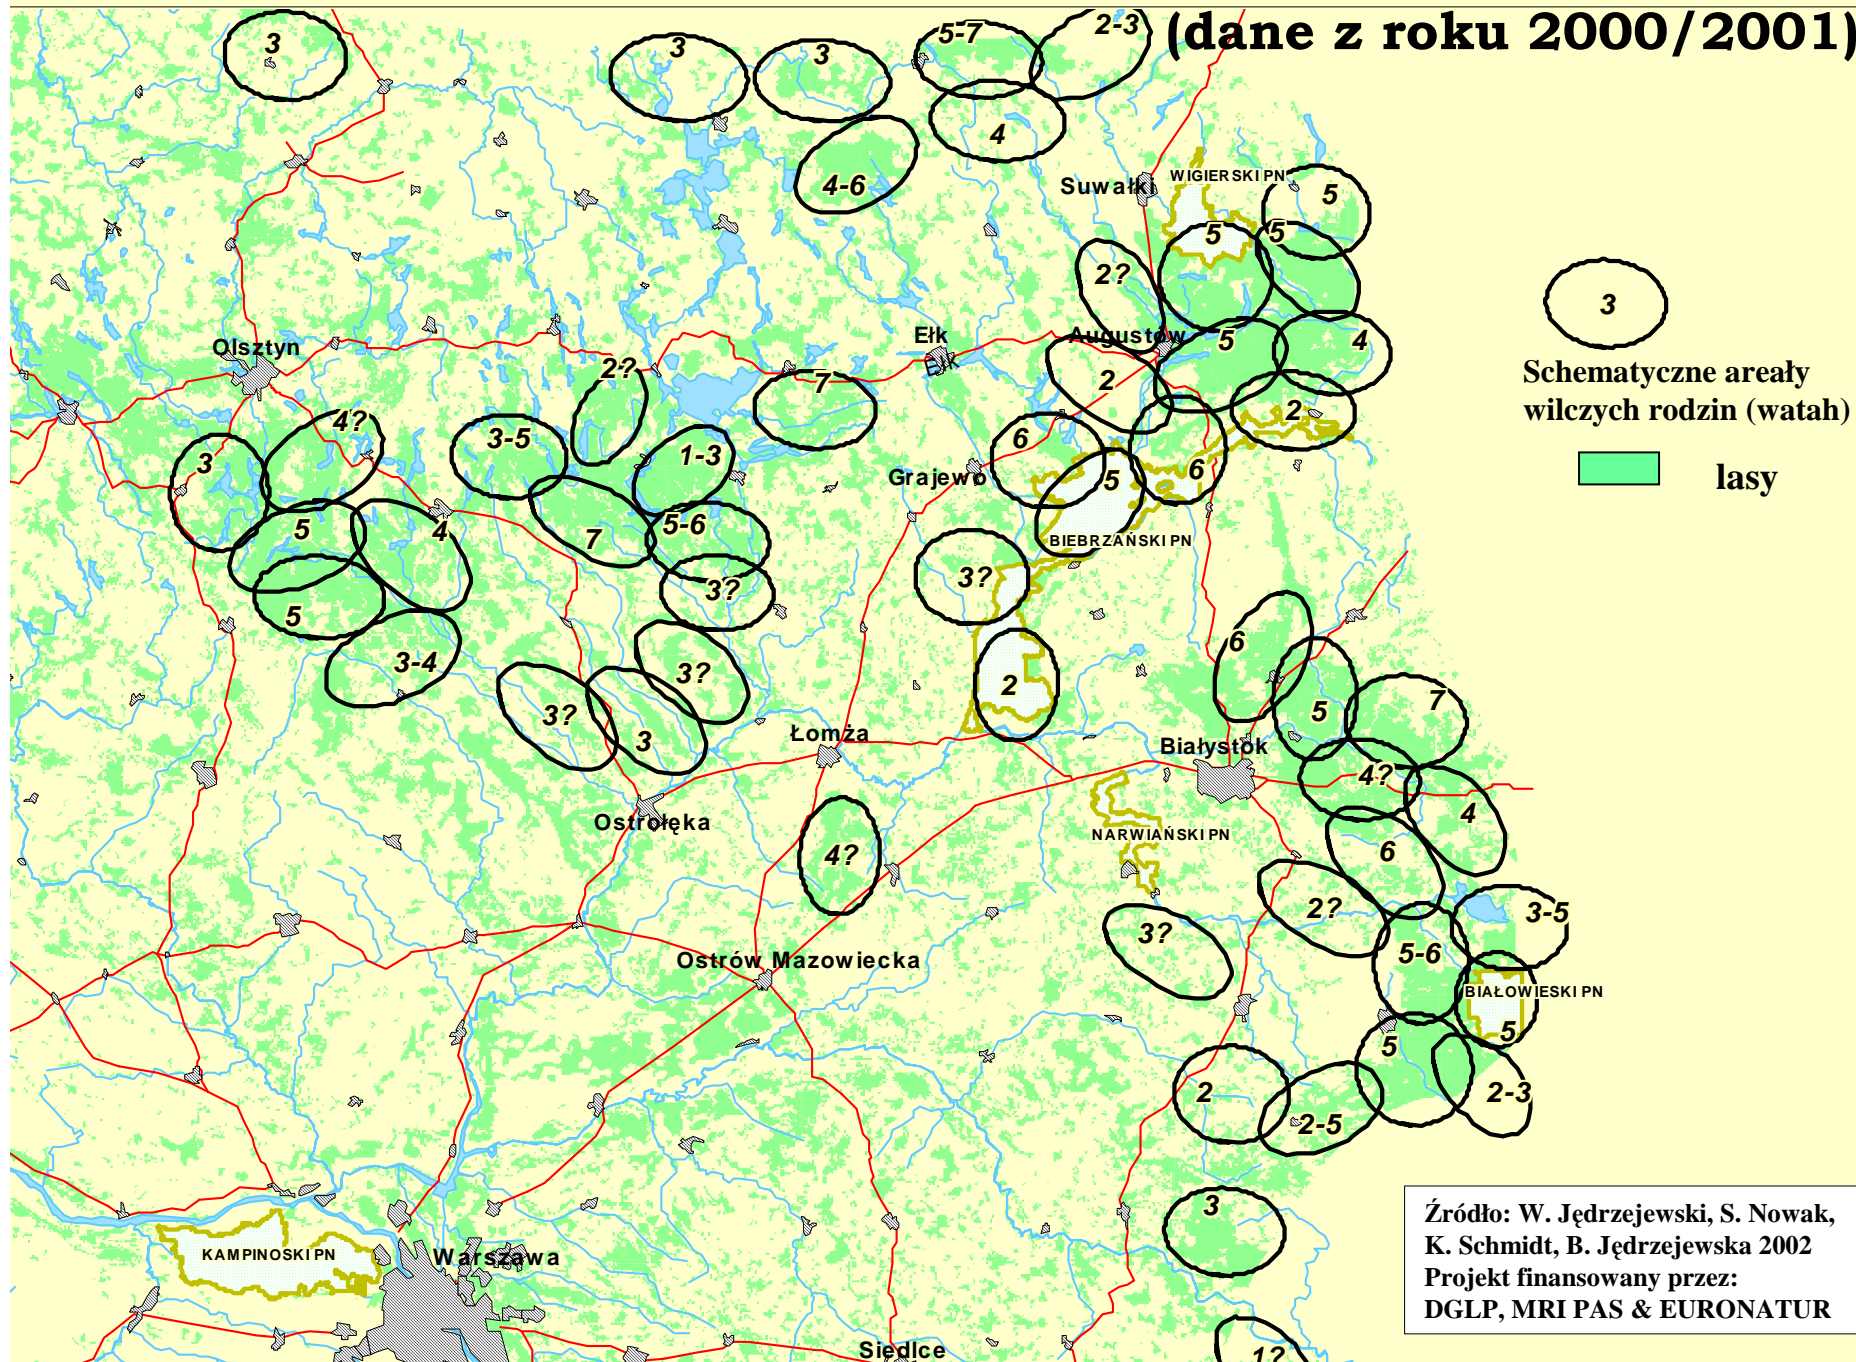 (dane z roku 2000/2001)
3
3
3
5-7
2-3
4
4-6
Suwałki
WIGIERSKI PN
5
5
5
2?
3
Schematyczne areały
wilczych rodzin (watah)
lasy
Olsztyn
Ełk
Ełk
Augustów
5
4
2?
7
2
2
4?
3
3-5
1-3
6
Grajewo
5
6
5
4
7
5-6
BIEBRZAŃSKI PN
3?
3?
5
3-4
3?
2
6
5
7
3?
3
Łomża
Białystok
4?
4
Ostrołęka
NARWIAŃSKI PN
4?
6
2?
3-5
3?
Ostrów Mazowiecka
5-6
BIAŁOWIESKI PN
5
5
2
2-5
2-3
3
KAMPINOSKI PN
Warszawa
Siedlce
1?
Źródło: W. Jędrzejewski, S. Nowak,
K. Schmidt, B. Jędrzejewska 2002
Projekt finansowany przez:
DGLP, MRI PAS & EURONATUR